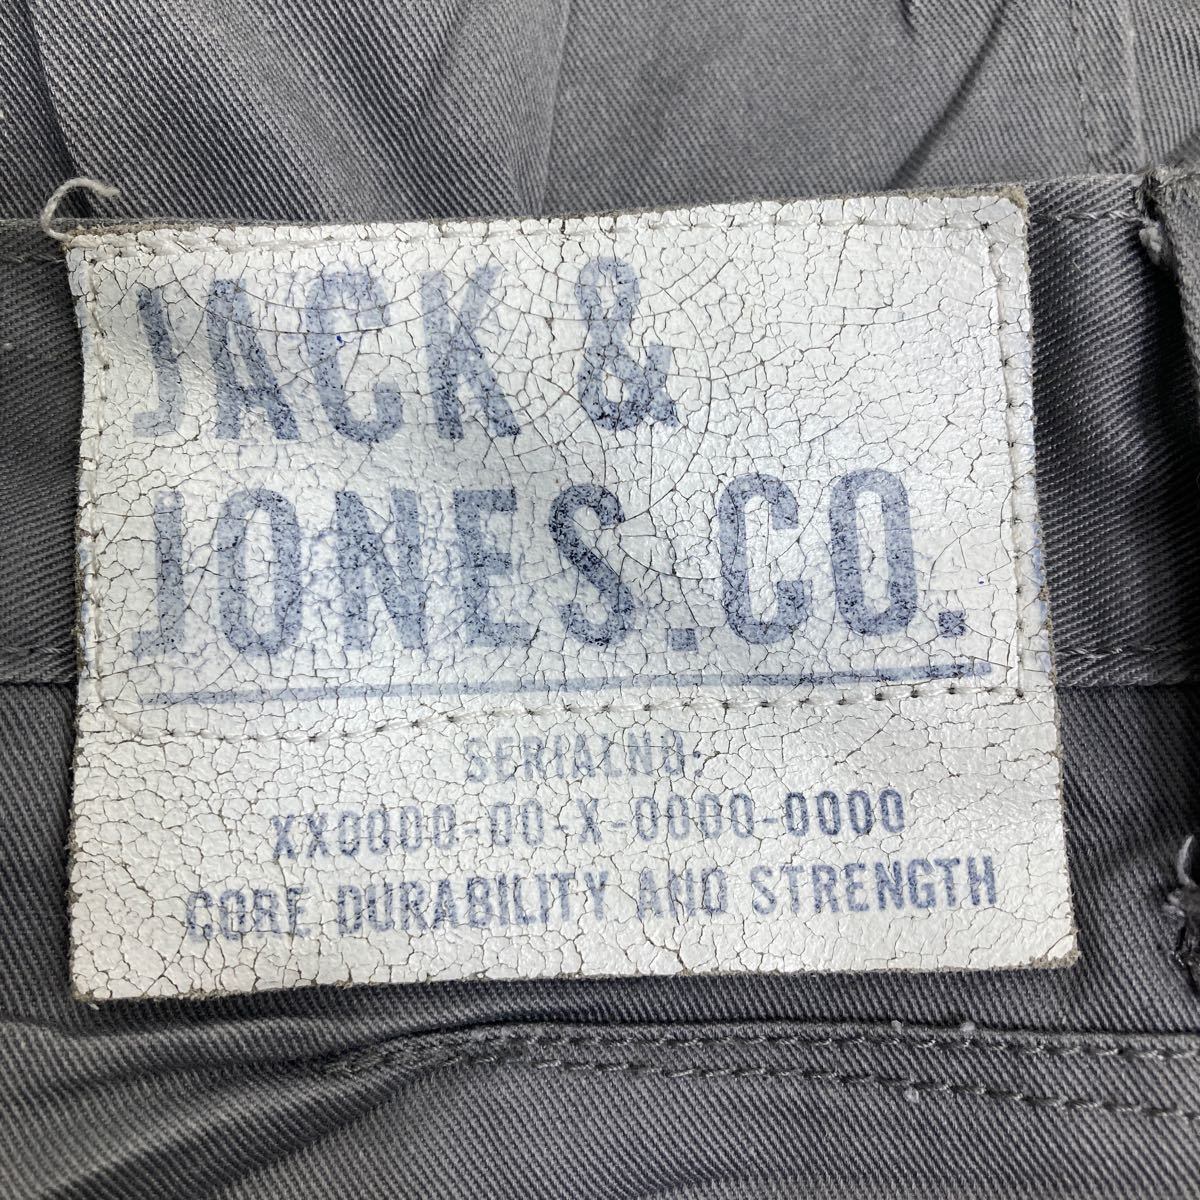 JACK &
JONES.CO.
SERIALNO:
XX0000-00-X-0000-0000
CORE DURABILITY AND STRENGTH